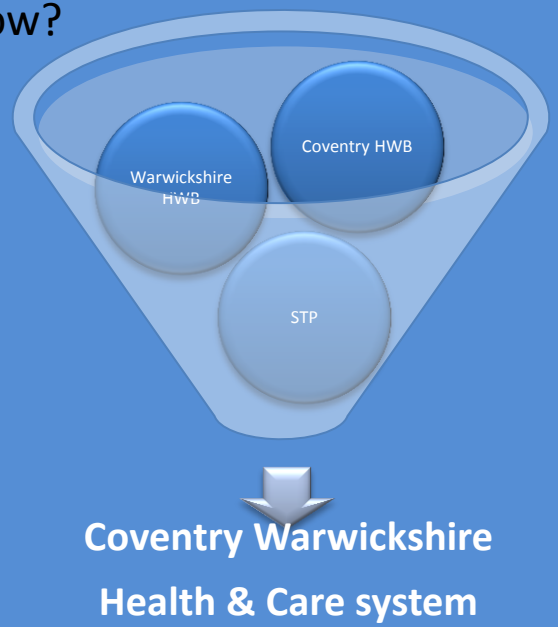 ow?
Coventry HWB
Warwickshire
HWB
STP
Coventry Warwickshire
Health & Care system